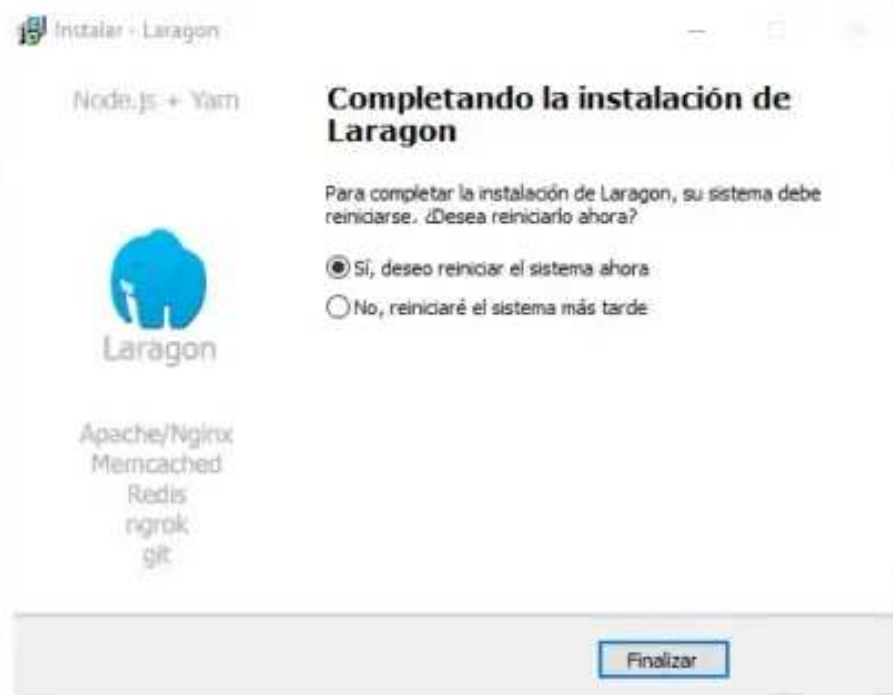 Instalar - Laragon
Node.js + Yarn
Completando la instalación de
Laragon
Para completar la instalación de Laragon, su sistema debe
reiniciarse. ¿Desea reiniciarlo ahora?
Sí, deseo reiniciar el sistema ahora
No, reiniciaré el sistema más tarde
Laragon
Apache/Nginx
Memcached
Redis
ngrok
git
Finalizar